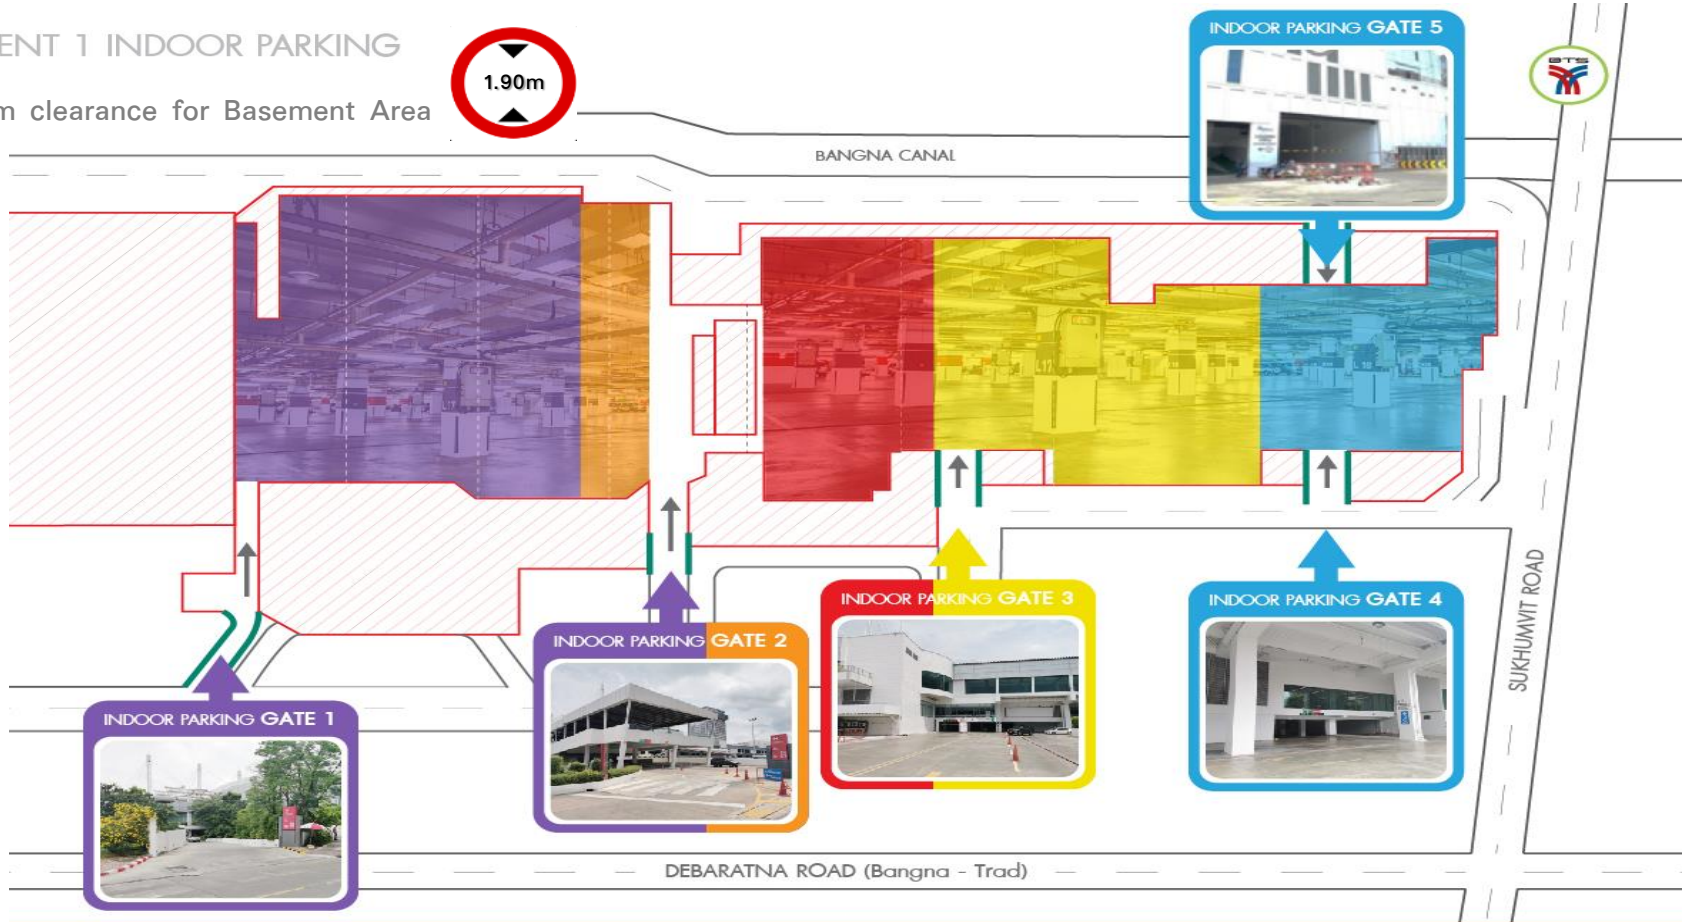 ENT 1 INDOOR PARKING
1.90m
m clearance for Basement Area
INDOOR PARKING GATE 5
BTS
BANGNA CANAL
INDOOR PARKING GATE 3
INDOOR PARKING GATE 4
SUKHUMVIT ROAD
INDOOR PARKING GATE 2
INDOOR PARKING GATE 1
DEBARATNA ROAD (Bangna - Trad)